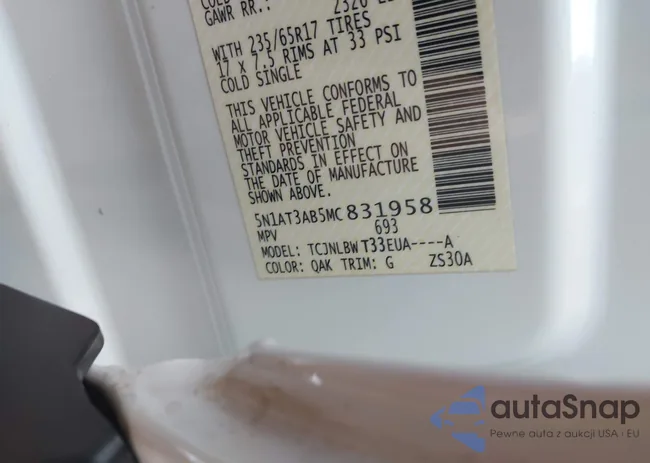 COLD
GAWR RR.: 2320
WITH 235/65R17 TIRES
17 x 7.5 RIMS AT 33 PSI
COLD SINGLE
THIS VEHICLE CONFORMS TO
ALL APPLICABLE FEDERAL
MOTOR VEHICLE SAFETY AND
THEFT PREVENTION
STANDARDS IN EFFECT ON
THE DATE OF MANUFACTURE
SHOWN ABOVE.
5N1AT3AB5MC831958
MPV 693
MODEL: TCJNLBW T33EUA----A
COLOR: QAK TRIM: G ZS30A
autaSnap
Pewne auta z aukcji USA i EU